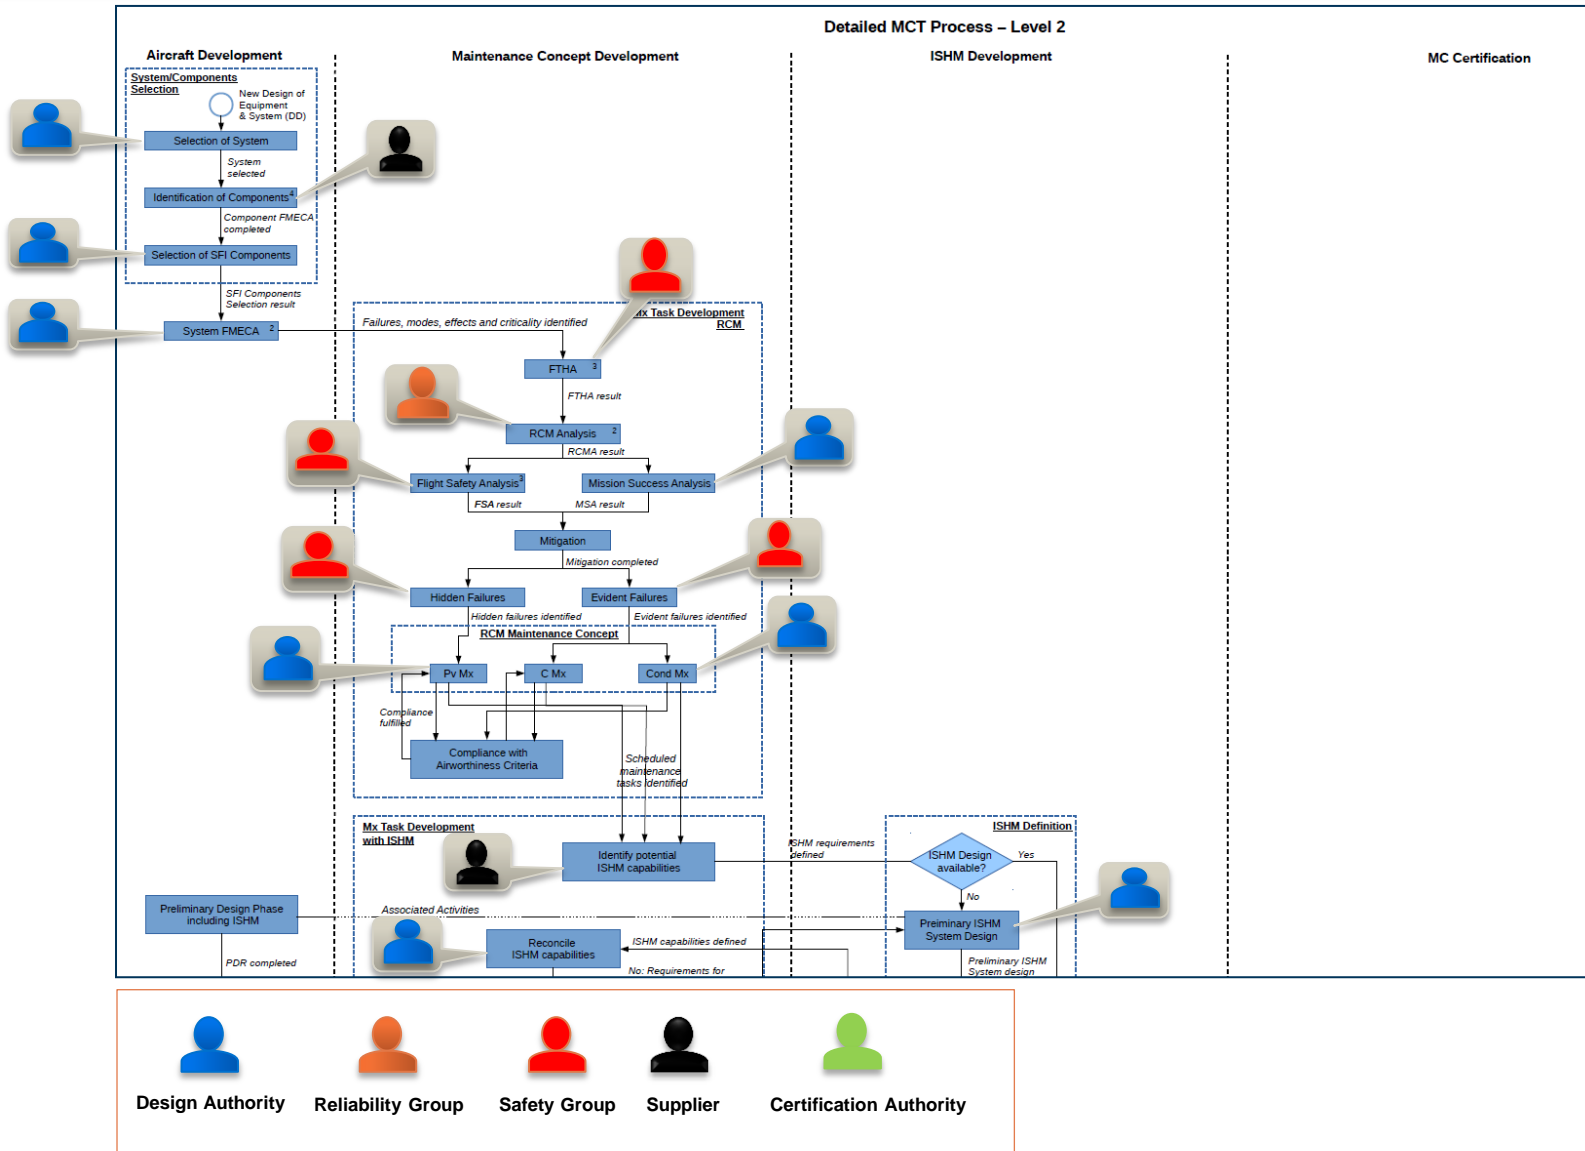 Detailed MCT Process – Level 2
Aircraft Development
Maintenance Concept Development
ISHM Development
MC Certification
System/Components
Selection
New Design of
Equipment
& System (DD)
Selection of System
System
selected
Identification of Components4
Component FMECA
completed
Selection of SFI Components
SFI Components
Selection result
System FMECA 2
Failures, modes, effects and criticality identified
Mx Task Development
RCM
FTHA 3
FTHA result
RCM Analysis 2
RCMA result
Flight Safety Analysis3
Mission Success Analysis
FSA result
MSA result
Mitigation
Mitigation completed
Hidden Failures
Evident Failures
Hidden failures identified
Evident failures identified
RCM Maintenance Concept
Pv Mx
C Mx
Cond Mx
Compliance
fulfilled
Compliance with
Airworthiness Criteria
Scheduled
maintenance
tasks identified
Mx Task Development
with ISHM
Identify potential
ISHM capabilities
ISHM requirements
defined
ISHM Definition
ISHM Design
available?
Yes
No
Preliminary Design Phase
including ISHM
Associated Activities
Preiminary ISHM
System Design
Reconcile
ISHM capabilities
ISHM capabilities defined
PDR completed
No: Requirements for
Preliminary ISHM
System design
Design Authority
Reliability Group
Safety Group
Supplier
Certification Authority